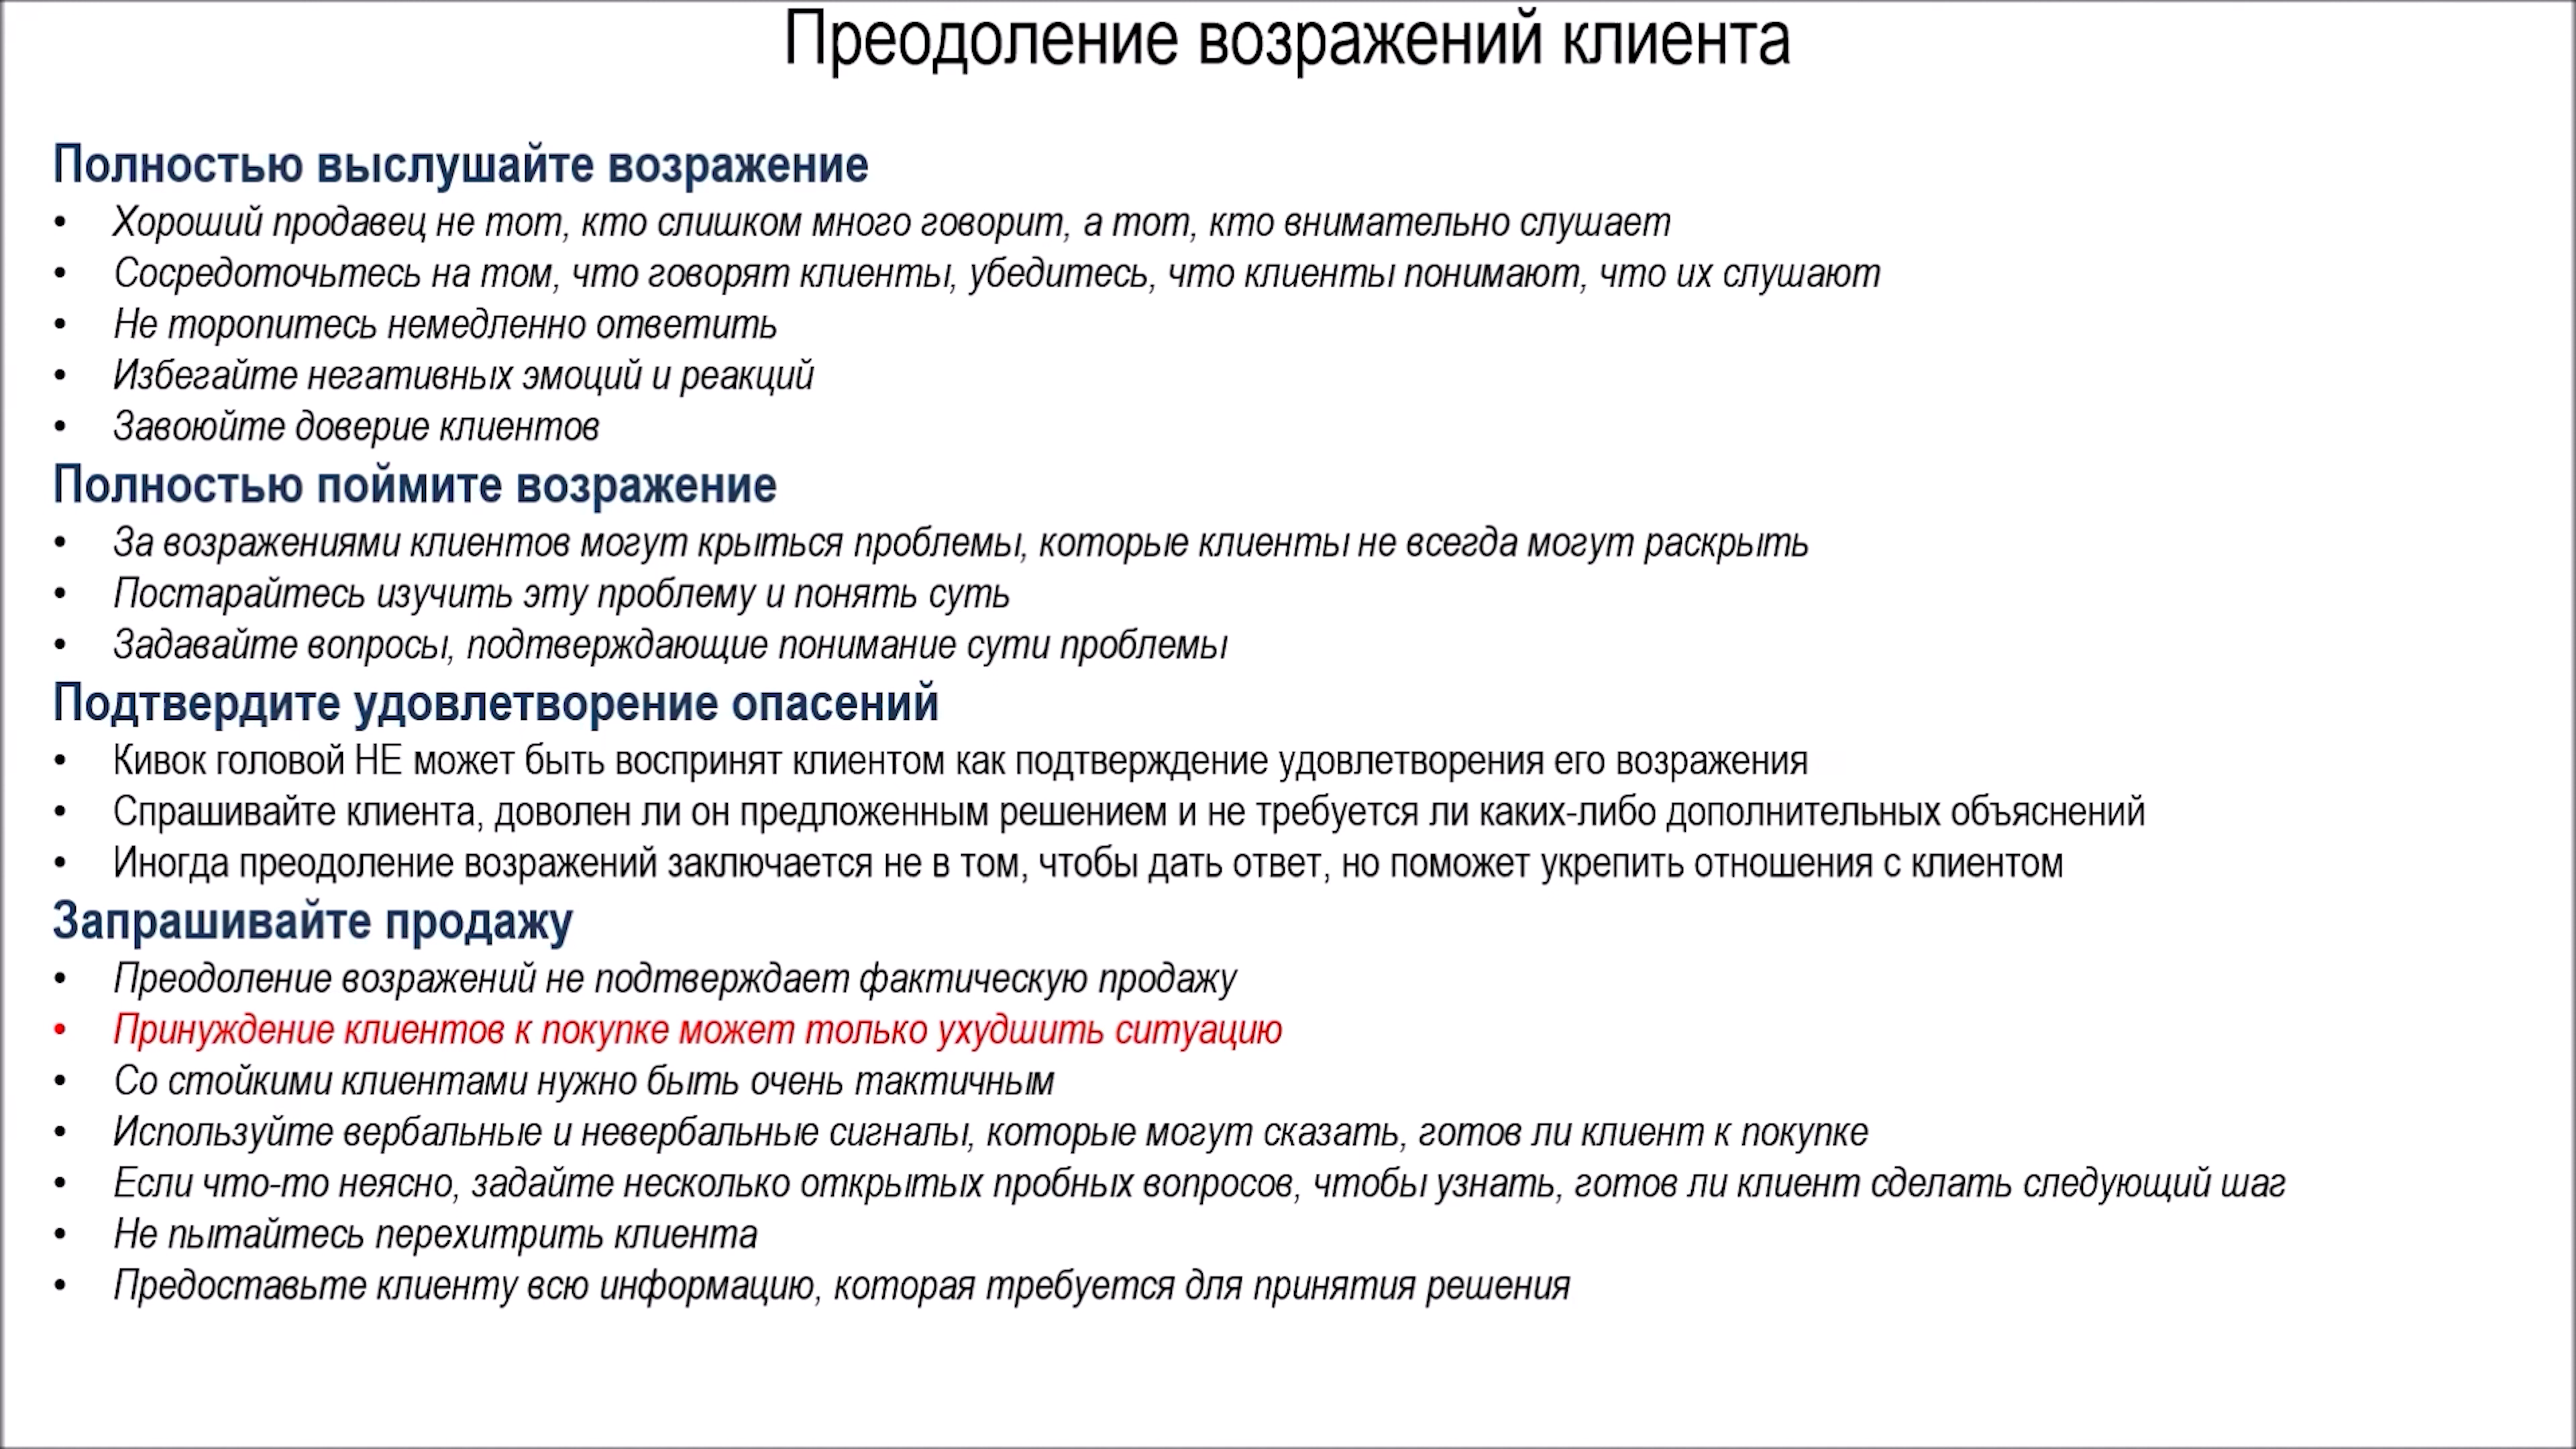 Преодоление возражений клиента
Полностью выслушайте возражение
• Хороший продавец не тот, кто слишком много говорит, а тот, кто внимательно слушает
• Сосредоточьтесь на том, что говорят клиенты, убедитесь, что клиенты понимают, что их слушают
• Не торопитесь немедленно ответить
• Избегайте негативных эмоций и реакций
• Завоюйте доверие клиентов
Полностью поймите возражение
• За возражениями клиентов могут крыться проблемы, которые клиенты не всегда могут раскрыть
• Постарайтесь изучить эту проблему и понять суть
• Задавайте вопросы, подтверждающие понимание сути проблемы
Подтвердите удовлетворение опасений
• Кивок головой НЕ может быть воспринят клиентом как подтверждение удовлетворения его возражения
• Спрашивайте клиента, доволен ли он предложенным решением и не требуется ли каких-либо дополнительных объяснений
• Иногда преодоление возражений заключается не в том, чтобы дать ответ, но поможет укрепить отношения с клиентом
Запрашивайте продажу
• Преодоление возражений не подтверждает фактическую продажу
• Принуждение клиентов к покупке может только ухудшить ситуацию
• Со стойкими клиентами нужно быть очень тактичным
• Используйте вербальные и невербальные сигналы, которые могут сказать, готов ли клиент к покупке
• Если что-то неясно, задайте несколько открытых пробных вопросов, чтобы узнать, готов ли клиент сделать следующий шаг
• Не пытайтесь перехитрить клиента
• Предоставьте клиенту всю информацию, которая требуется для принятия решения